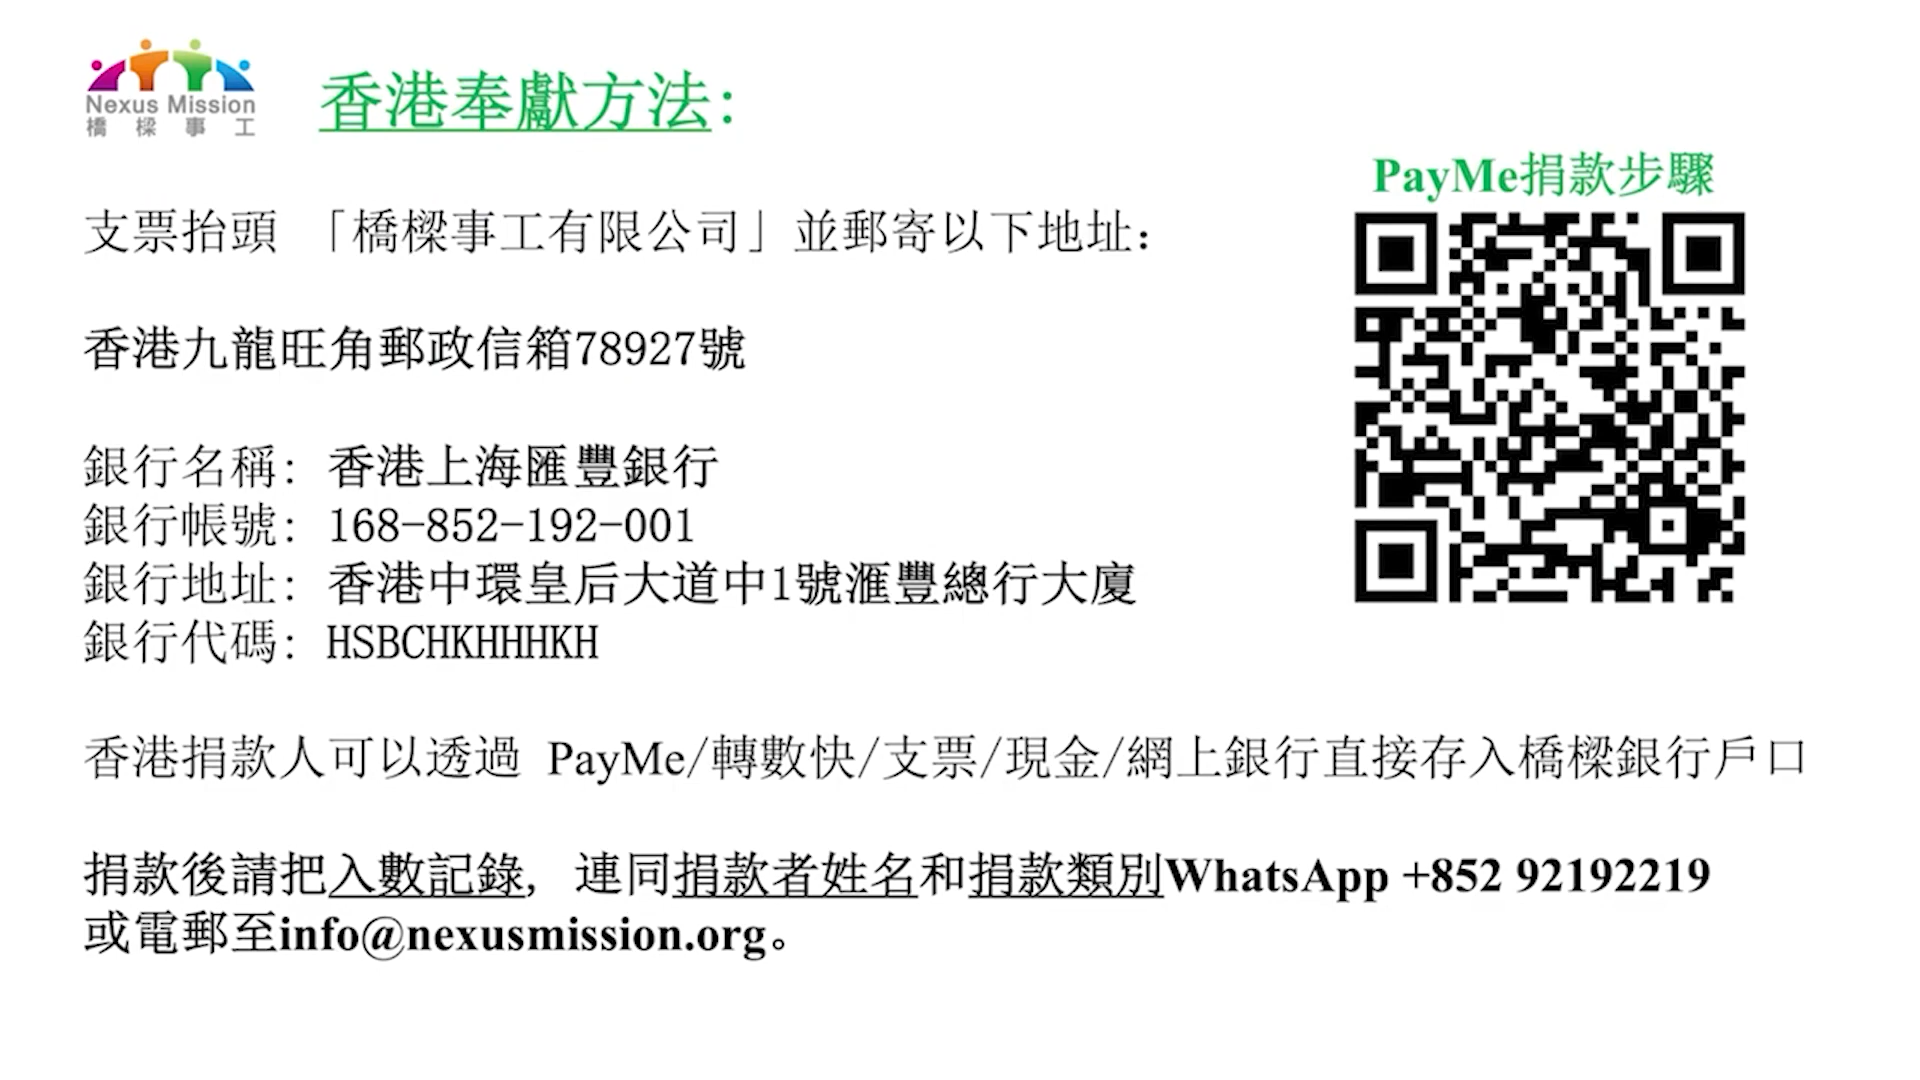 Nexus Mission
橋樑事工
香港奉獻方法:
PayMe捐款步驟
支票抬頭 「橋樑事工有限公司」並郵寄以下地址:
香港九龍旺角郵政信箱78927號
銀行名稱: 香港上海匯豐銀行
銀行帳號: 168-852-192-001
銀行地址: 香港中環皇后大道中1號滙豐總行大廈
銀行代碼: HSBCHKHHHKH
香港捐款人可以透過 PayMe/轉數快/支票/現金/網上銀行直接存入橋樑銀行戶口
捐款後請把入數記錄, 連同捐款者姓名和捐款類別WhatsApp +852 92192219
或電郵至info@nexusmission.org。